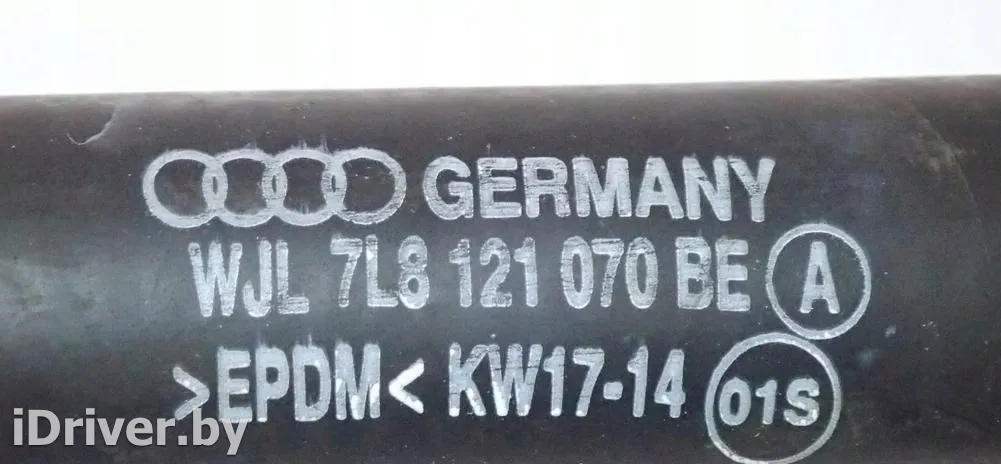 GERMANY
WJL 7L8 121 070 BE A
>EPDM< KW17-14 01S
iDriver.by